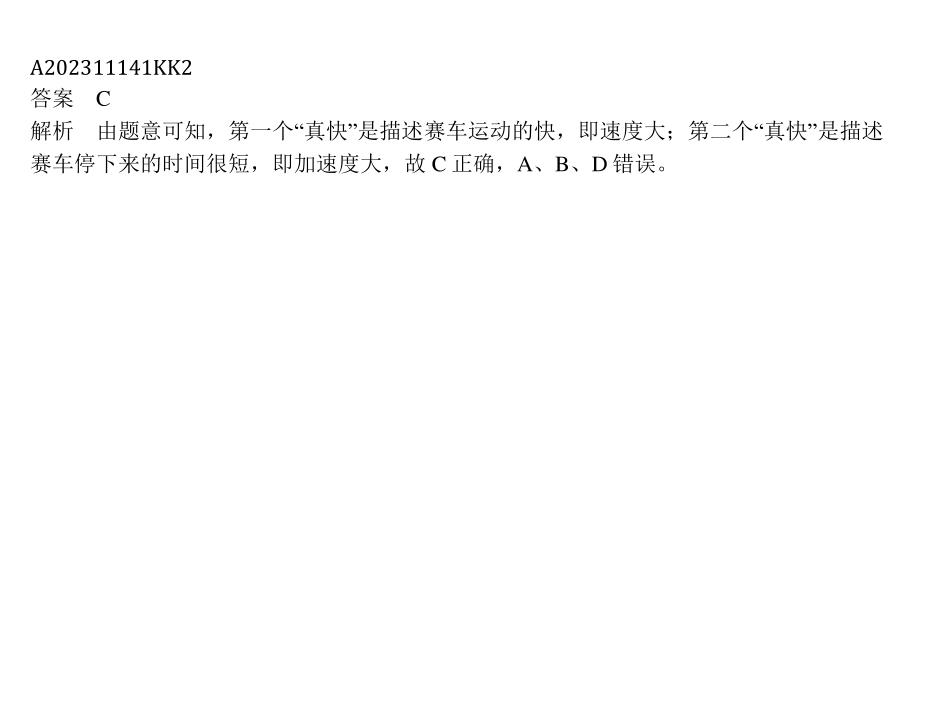 A202311141KK2
答案　C
解析　由题意可知，第一个“真快”是描述赛车运动的快，即速度大；第二个“真快”是描述
赛车停下来的时间很短，即加速度大，故 C 正确，A、B、D 错误。